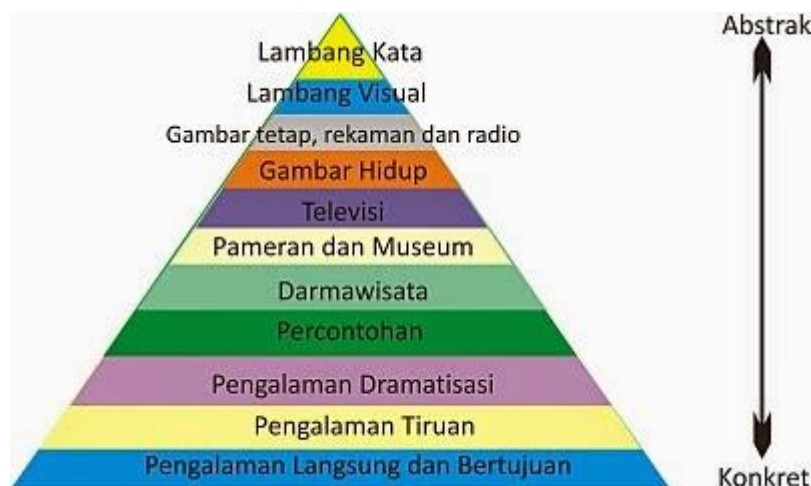 Abstrak
Lambang Kata
Lambang Visual
Gambar tetap, rekaman dan radio
Gambar Hidup
Televisi
Pameran dan Museum
Darmawisata
Percontohan
Pengalaman Dramatisasi
Pengalaman Tiruan
Pengalaman Langsung dan Bertujuan
Konkret